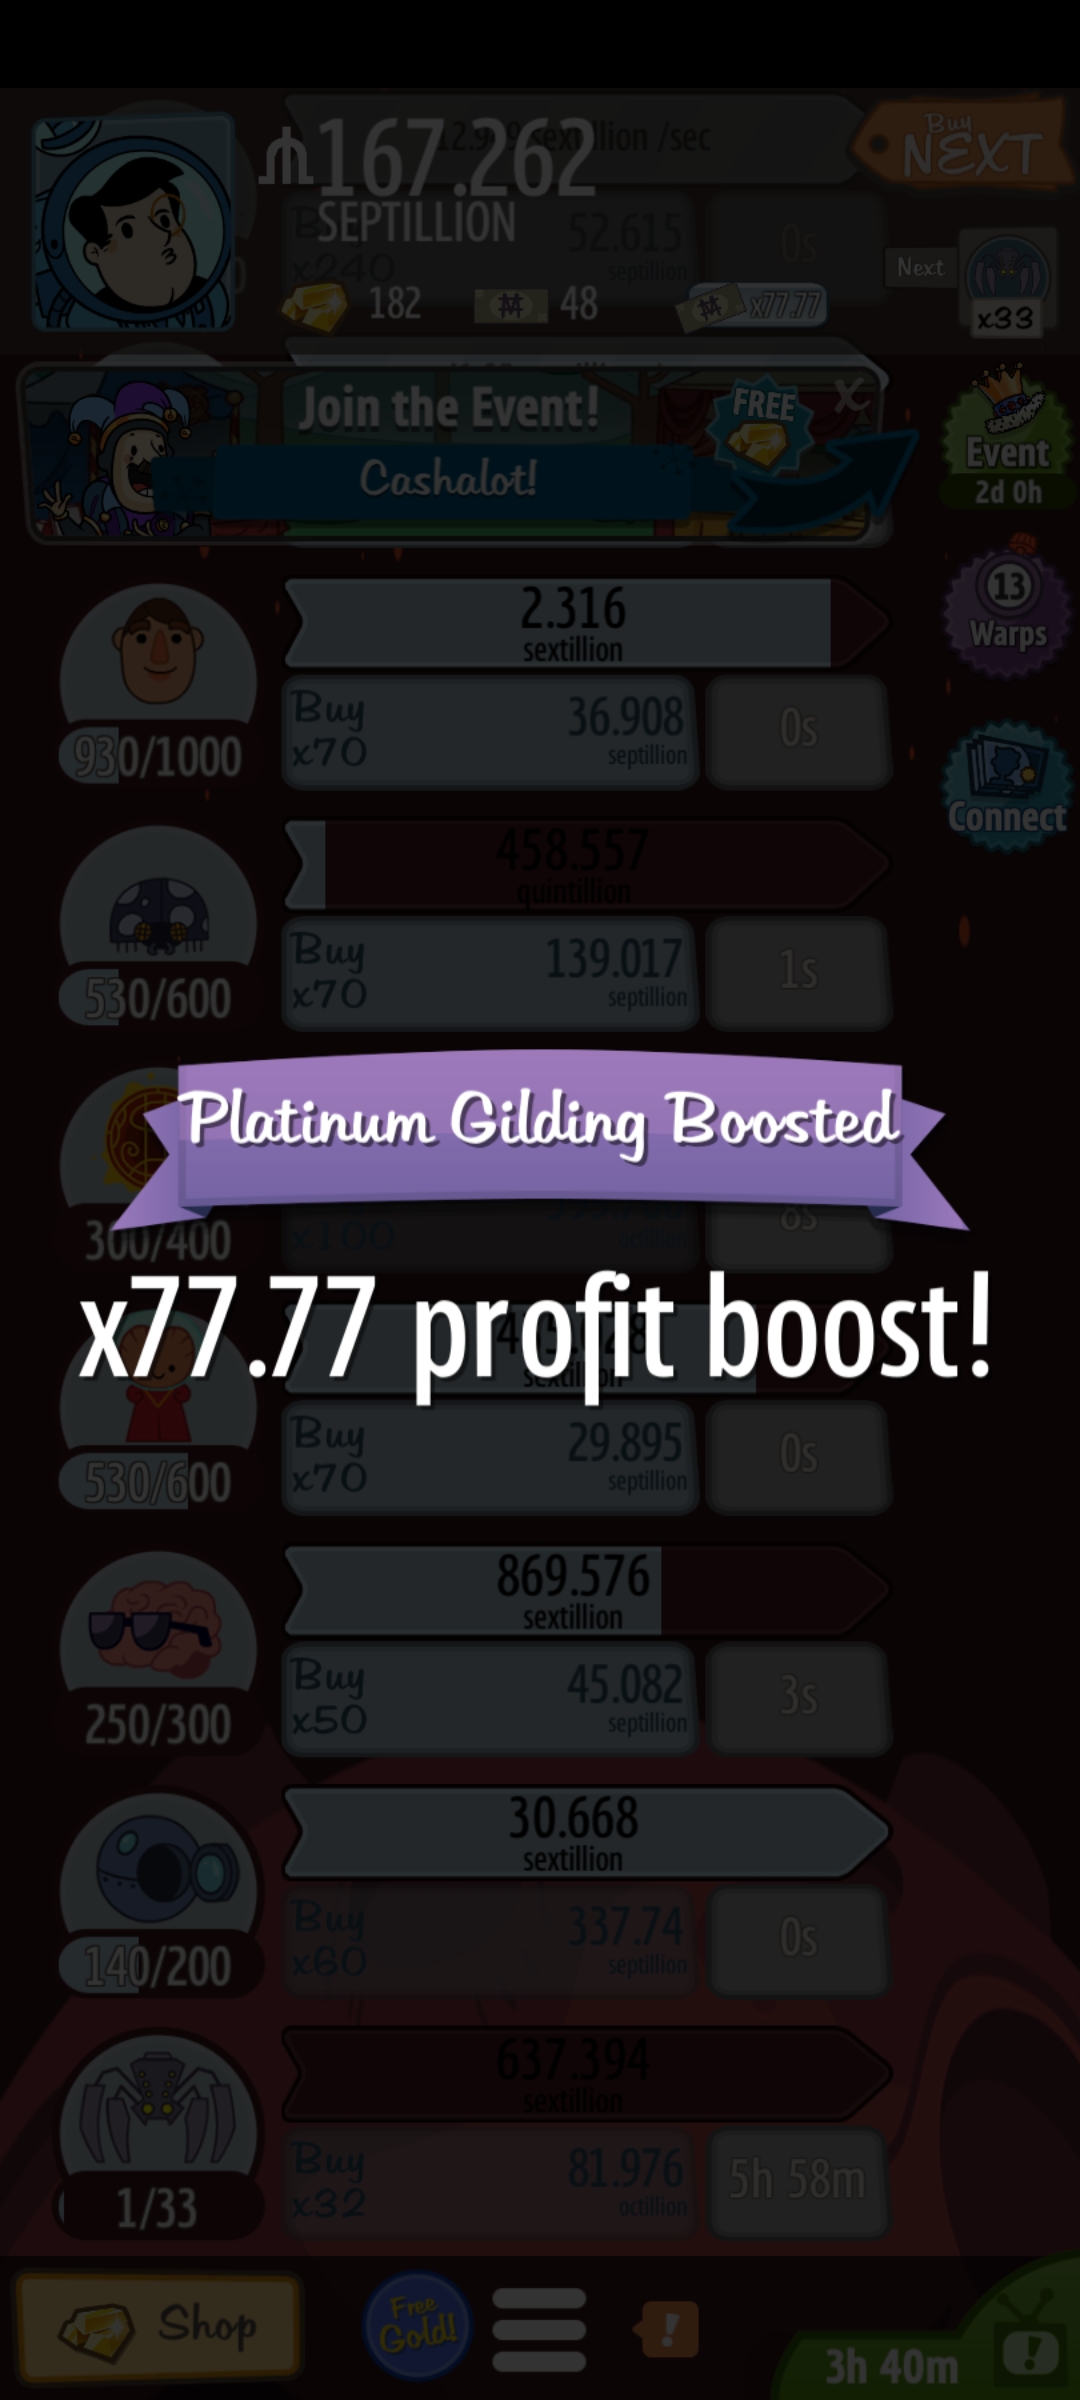 /sec
167.262
SEPTILLION
Buy
NEXT
x240
52.615
septillion
0s
Next
x33
182
48
x77.77
Join the Event!
Cashalot!
FREE
X
Event
2d 0h
2.316
sextillion
930/1000
Buy
x70
36.908
septillion
0s
13
Warps
Connect
458.557
quintillion
530/600
Buy
x70
139.017
septillion
1s
Platinum Gilding Boosted
300/400
x100
octillion
8s
x77.77 profit boost!
530/600
Buy
x70
29.895
septillion
0s
869.576
sextillion
250/300
Buy
x50
45.082
septillion
3s
30.668
sextillion
140/200
Buy
x60
337.74
septillion
0s
637.394
sextillion
1/33
Buy
x32
81.976
octillion
5h 58m
Shop
Free
Gold!
!
3h 40m
!